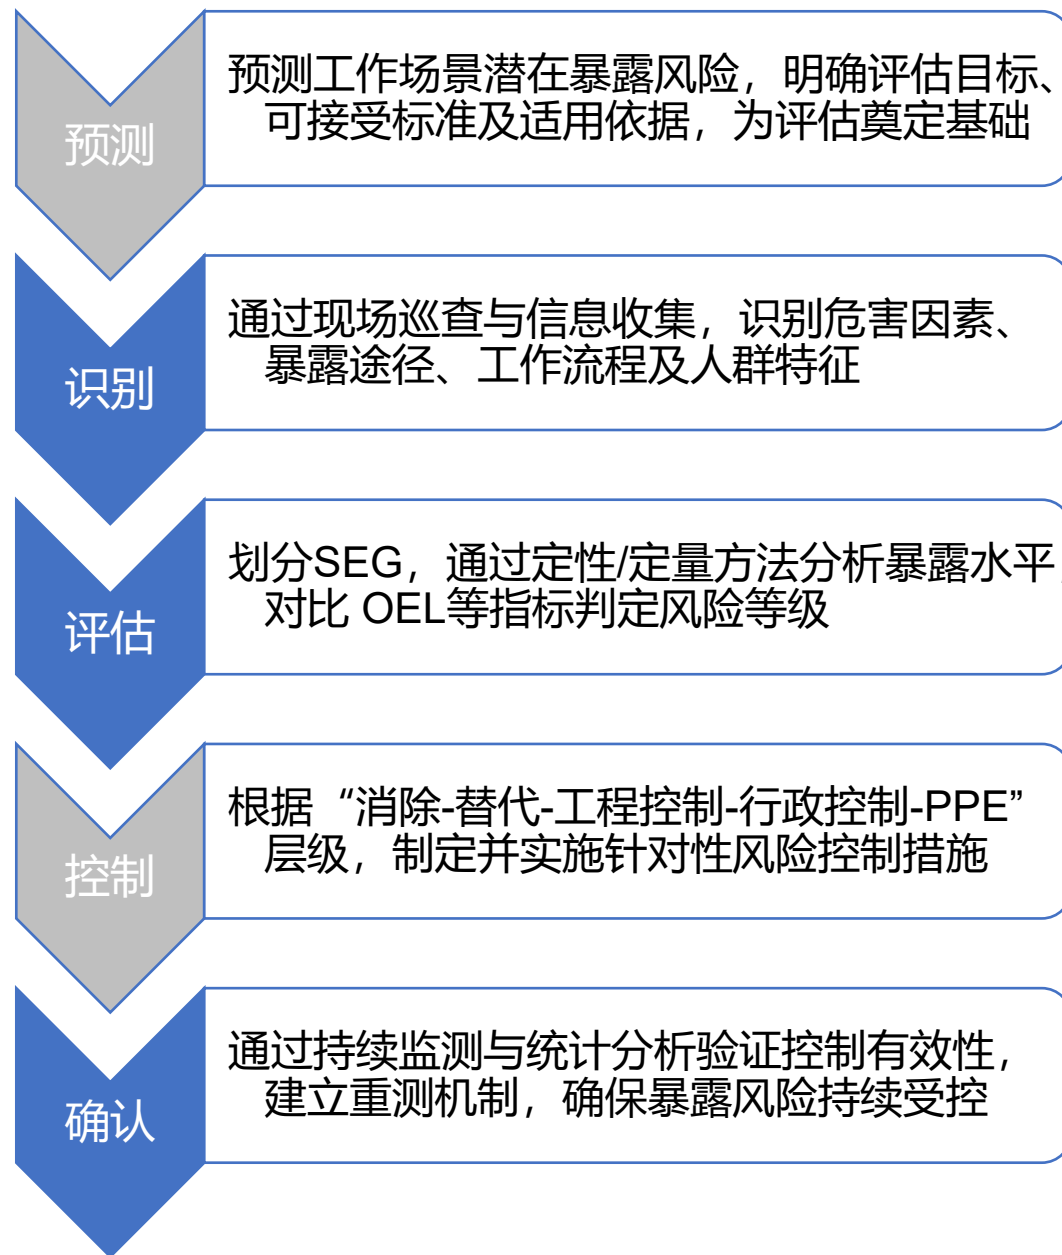 预测
预测工作场景潜在暴露风险，明确评估目标、
可接受标准及适用依据，为评估奠定基础
识别
通过现场巡查与信息收集，识别危害因素、
暴露途径、工作流程及人群特征
评估
划分SEG，通过定性/定量方法分析暴露水平，
对比 OEL等指标判定风险等级
控制
根据“消除-替代-工程控制-行政控制-PPE”
层级，制定并实施针对性风险控制措施
确认
通过持续监测与统计分析验证控制有效性，
建立重测机制，确保暴露风险持续受控